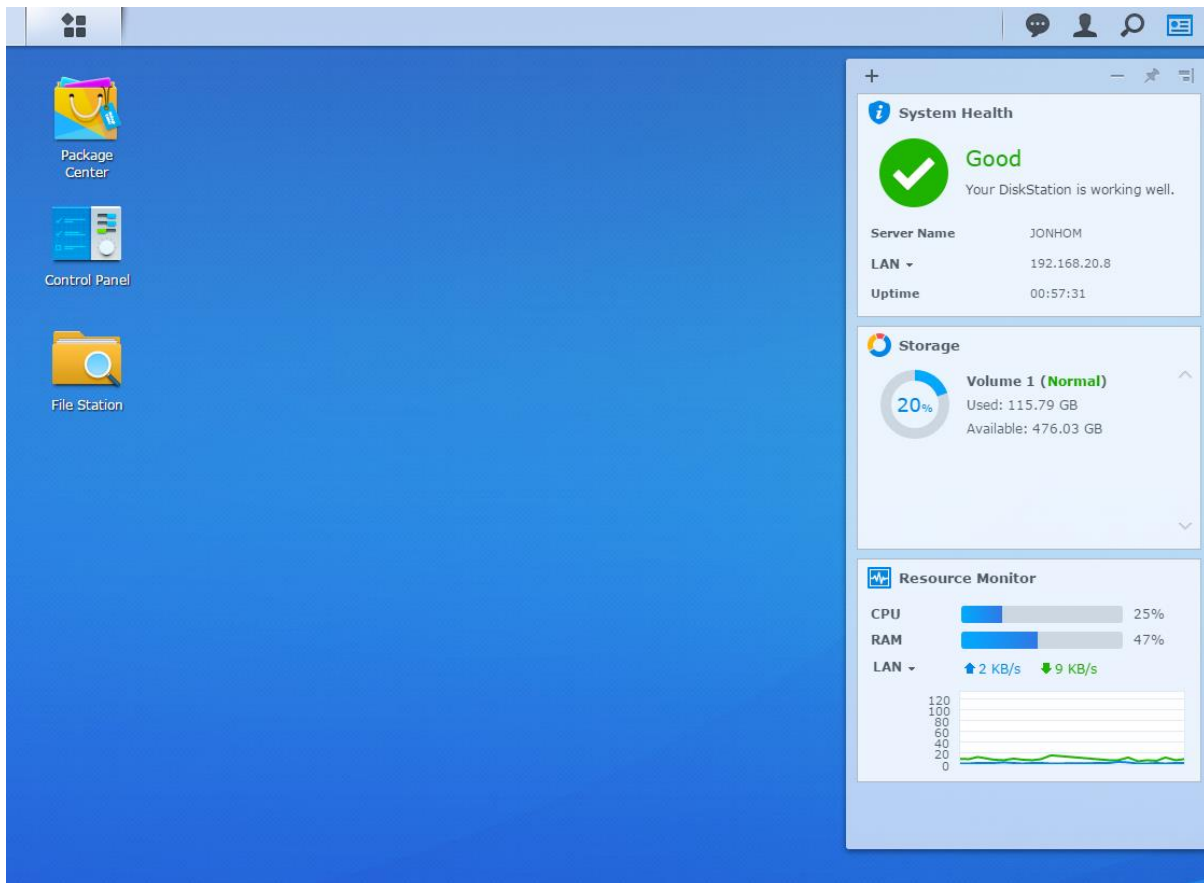 Package
Center
Control Panel
File Station
System Health
Good
Your DiskStation is working well.
Server Name JONHOM
LAN 192.168.20.8
Uptime 00:57:31
Storage
20%
Volume 1 (Normal)
Used: 115.79 GB
Available: 476.03 GB
Resource Monitor
CPU 25%
RAM 47%
LAN 2 KB/s 9 KB/s
120
100
80
60
40
20
0